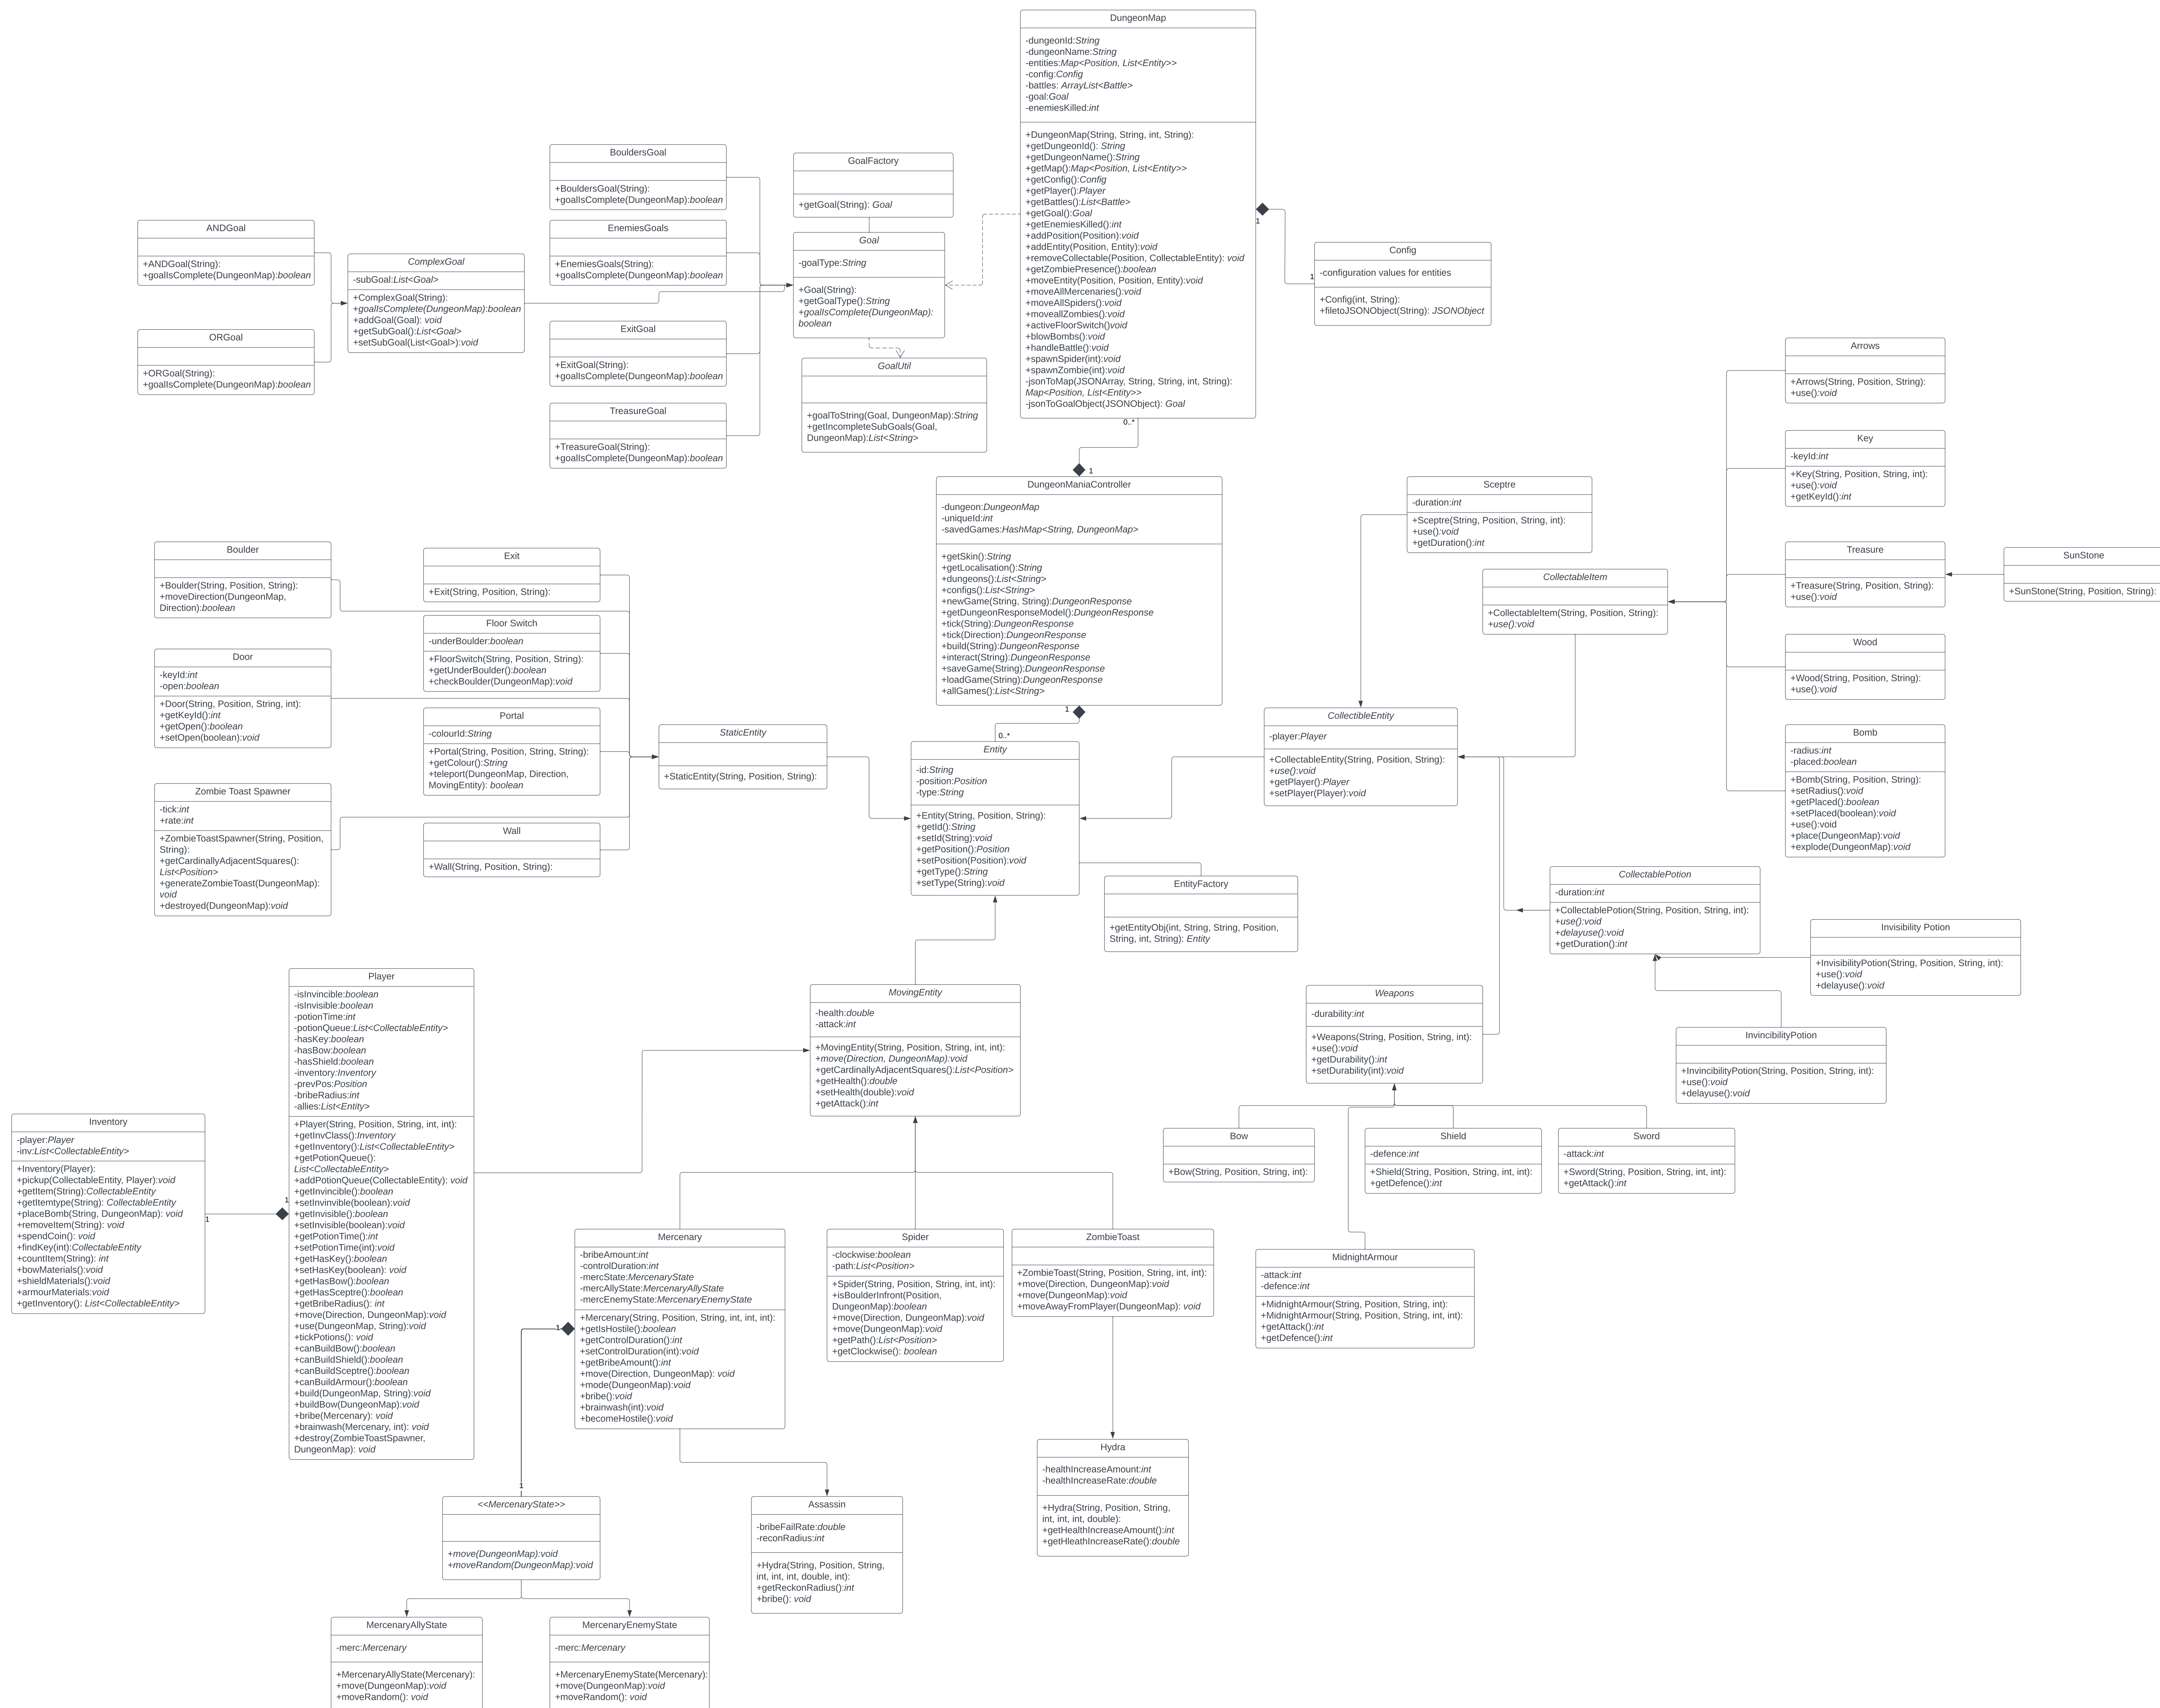 DungeonMap
-dungeonId:String
-dungeonName:String
-entities:Map<Position, List<Entity>>
-config:Config
-battles: ArrayList<Battle>
-goal:Goal
-enemiesKilled:int
+DungeonMap(String, String, int, String):
+getDungeonId(): String
+getDungeonName():String
+getMap():Map<Position, List<Entity>>
+getConfig():Config
+getPlayer():Player
+getBattles():List<Battle>
+getGoal():Goal
+getEnemiesKilled():int
+addPosition(Position):void
+addEntity(Position, Entity):void
+removeCollectable(Position, CollectableEntity): void
+getZombiePresence():boolean
+moveEntity(Position, Position, Entity):void
+moveAllMercenaries():void
+moveAllSpiders():void
+moveallZombies():void
+activeFloorSwitch()void
+blowBombs():void
+handleBattle():void
+spawnSpider(int):void
+spawnZombie(int):void
-jsonToMap(JSONArray, String, String, int, String):
Map<Position, List<Entity>>
-jsonToGoalObject(JSONObject): Goal
0..*
1
1
1
Config
-configuration values for entities
+Config(int, String):
+filetoJSONObject(String): JSONObject
BouldersGoal
+BouldersGoal(String):
+goalIsComplete(DungeonMap):boolean
EnemiesGoals
+EnemiesGoals(String):
+goalIsComplete(DungeonMap):boolean
ExitGoal
+ExitGoal(String):
+goalIsComplete(DungeonMap):boolean
TreasureGoal
+TreasureGoal(String):
+goalIsComplete(DungeonMap):boolean
GoalFactory
+getGoal(String): Goal
Goal
-goalType:String
+Goal(String):
+getGoalType():String
+goalIsComplete(DungeonMap):
boolean
GoalUtil
+goalToString(Goal, DungeonMap):String
+getIncompleteSubGoals(Goal,
DungeonMap):List<String>
ANDGoal
+ANDGoal(String):
+goalIsComplete(DungeonMap):boolean
ORGoal
+ORGoal(String):
+goalIsComplete(DungeonMap):boolean
ComplexGoal
-subGoal:List<Goal>
+ComplexGoal(String):
+goalIsComplete(DungeonMap):boolean
+addGoal(Goal): void
+getSubGoal():List<Goal>
+setSubGoal(List<Goal>):void
DungeonManiaController
-dungeon:DungeonMap
-uniqueId:int
-savedGames:HashMap<String, DungeonMap>
+getSkin():String
+getLocalisation():String
+dungeons():List<String>
+configs():List<String>
+newGame(String, String):DungeonResponse
+getDungeonResponseModel():DungeonResponse
+tick(String):DungeonResponse
+tick(Direction):DungeonResponse
+build(String):DungeonResponse
+interact(String):DungeonResponse
+saveGame(String):DungeonResponse
+loadGame(String):DungeonResponse
+allGames():List<String>
1
0..*
Sceptre
-duration:int
+Sceptre(String, Position, String, int):
+use():void
+getDuration():int
CollectableItem
+CollectableItem(String, Position, String):
+use():void
Arrows
+Arrows(String, Position, String):
+use():void
Key
-keyId:int
+Key(String, Position, String, int):
+use():void
+getKeyId():int
Treasure
+Treasure(String, Position, String):
+use():void
SunStone
+SunStone(String, Position, String):
Wood
+Wood(String, Position, String):
+use():void
Bomb
-radius:int
-placed:boolean
+Bomb(String, Position, String):
+setRadius():void
+getPlaced():boolean
+setPlaced(boolean):void
+use():void
+place(DungeonMap):void
+explode(DungeonMap):void
Boulder
+Boulder(String, Position, String):
+moveDirection(DungeonMap,
Direction):boolean
Door
-keyId:int
-open:boolean
+Door(String, Position, String, int):
+getKeyId():int
+getOpen():boolean
+setOpen(boolean):void
Zombie Toast Spawner
-tick:int
+rate:int
+ZombieToastSpawner(String, Position,
String):
+getCardinallyAdjacentSquares():
List<Position>
+generateZombieToast(DungeonMap):
void
+destroyed(DungeonMap):void
Exit
+Exit(String, Position, String):
Floor Switch
-underBoulder:boolean
+FloorSwitch(String, Position, String):
+getUnderBoulder():boolean
+checkBoulder(DungeonMap):void
Portal
-colourId:String
+Portal(String, Position, String, String):
+getColour():String
+teleport(DungeonMap, Direction,
MovingEntity): boolean
Wall
+Wall(String, Position, String):
StaticEntity
+StaticEntity(String, Position, String):
Entity
-id:String
-position:Position
-type:String
+Entity(String, Position, String):
+getId():String
+setId(String):void
+getPosition():Position
+setPosition(Position):void
+getType():String
+setType(String):void
CollectibleEntity
-player:Player
+CollectableEntity(String, Position, String):
+use():void
+getPlayer():Player
+setPlayer(Player):void
EntityFactory
+getEntityObj(int, String, String, Position,
String, int, String): Entity
CollectablePotion
-duration:int
+CollectablePotion(String, Position, String, int):
+use():void
+delayuse():void
+getDuration():int
Invisibility Potion
+InvisibilityPotion(String, Position, String, int):
+use():void
+delayuse():void
InvincibilityPotion
+InvincibilityPotion(String, Position, String, int):
+use():void
+delayuse():void
Weapons
-durability:int
+Weapons(String, Position, String, int):
+use():void
+getDurability():int
+setDurability(int):void
Bow
+Bow(String, Position, String, int):
Shield
-defence:int
+Shield(String, Position, String, int, int):
+getDefence():int
Sword
-attack:int
+Sword(String, Position, String, int, int):
+getAttack():int
MidnightArmour
-attack:int
-defence:int
+MidnightArmour(String, Position, String, int):
+MidnightArmour(String, Position, String, int, int):
+getAttack():int
+getDefence():int
MovingEntity
-health:double
-attack:int
+MovingEntity(String, Position, String, int, int):
+move(Direction, DungeonMap):void
+getCardinallyAdjacentSquares():List<Position>
+getHealth():double
+setHealth(double):void
+getAttack():int
Player
-isInvincible:boolean
-isInvisible:boolean
-potionTime:int
-potionQueue:List<CollectableEntity>
-hasKey:boolean
-hasBow:boolean
-hasShield:boolean
-inventory:Inventory
-prevPos:Position
-bribeRadius:int
-allies:List<Entity>
+Player(String, Position, String, int, int):
+getInvClass():Inventory
+getInventory():List<CollectableEntity>
+getPotionQueue():
List<CollectableEntity>
+addPotionQueue(CollectableEntity): void
+getInvincible():boolean
+setInvinvible(boolean):void
+getInvisible():boolean
+setInvisible(boolean):void
+getPotionTime():int
+setPotionTime(int):void
+getHasKey():boolean
+setHasKey(boolean): void
+getHasBow():boolean
+getHasSceptre():boolean
+getBribeRadius(): int
+move(Direction, DungeonMap):void
+use(DungeonMap, String):void
+tickPotions(): void
+canBuildBow():boolean
+canBuildShield():boolean
+canBuildSceptre():boolean
+canBuildArmour():boolean
+build(DungeonMap, String):void
+buildBow(DungeonMap):void
+bribe(Mercenary): void
+brainwash(Mercenary, int): void
+destroy(ZombieToastSpawner,
DungeonMap): void
Inventory
-player:Player
-inv:List<CollectableEntity>
+Inventory(Player):
+pickup(CollectableEntity, Player):void
+getItem(String):CollectableEntity
+getItemtype(String): CollectableEntity
+placeBomb(String, DungeonMap): void
+removeItem(String): void
+spendCoin(): void
+findKey(int):CollectableEntity
+countItem(String): int
+bowMaterials():void
+shieldMaterials():void
+armourMaterials:void
+getInventory(): List<CollectableEntity>
1
1
Mercenary
-bribeAmount:int
-controlDuration:int
-mercState:MercenaryState
-mercAllyState:MercenaryAllyState
-mercEnemyState:MercenaryEnemyState
+Mercenary(String, Position, String, int, int, int):
+getIsHostile():boolean
+getControlDuration():int
+setControlDuration(int):void
+getBribeAmount():int
+move(Direction, DungeonMap): void
+mode(DungeonMap):void
+bribe():void
+brainwash(int):void
+becomeHostile():void
1
1
Spider
-clockwise:boolean
-path:List<Position>
+Spider(String, Position, String, int, int):
+isBoulderInfront(Position,
DungeonMap):boolean
+move(Direction, DungeonMap):void
+move(DungeonMap):void
+getPath():List<Position>
+getClockwise(): boolean
ZombieToast
+ZombieToast(String, Position, String, int, int):
+move(Direction, DungeonMap):void
+move(DungeonMap):void
+moveAwayFromPlayer(DungeonMap): void
Hydra
-healthIncreaseAmount:int
-healthIncreaseRate:double
+Hydra(String, Position, String,
int, int, int, double):
+getHealthIncreaseAmount():int
+getHleathIncreaseRate():double
Assassin
-bribeFailRate:double
-reconRadius:int
+Hydra(String, Position, String,
int, int, int, double, int):
+getReckonRadius():int
+bribe(): void
<<MercenaryState>>
+move(DungeonMap):void
+moveRandom(DungeonMap):void
MercenaryAllyState
-merc:Mercenary
+MercenaryAllyState(Mercenary):
+move(DungeonMap):void
+moveRandom(): void
MercenaryEnemyState
-merc:Mercenary
+MercenaryEnemyState(Mercenary):
+move(DungeonMap):void
+moveRandom(): void